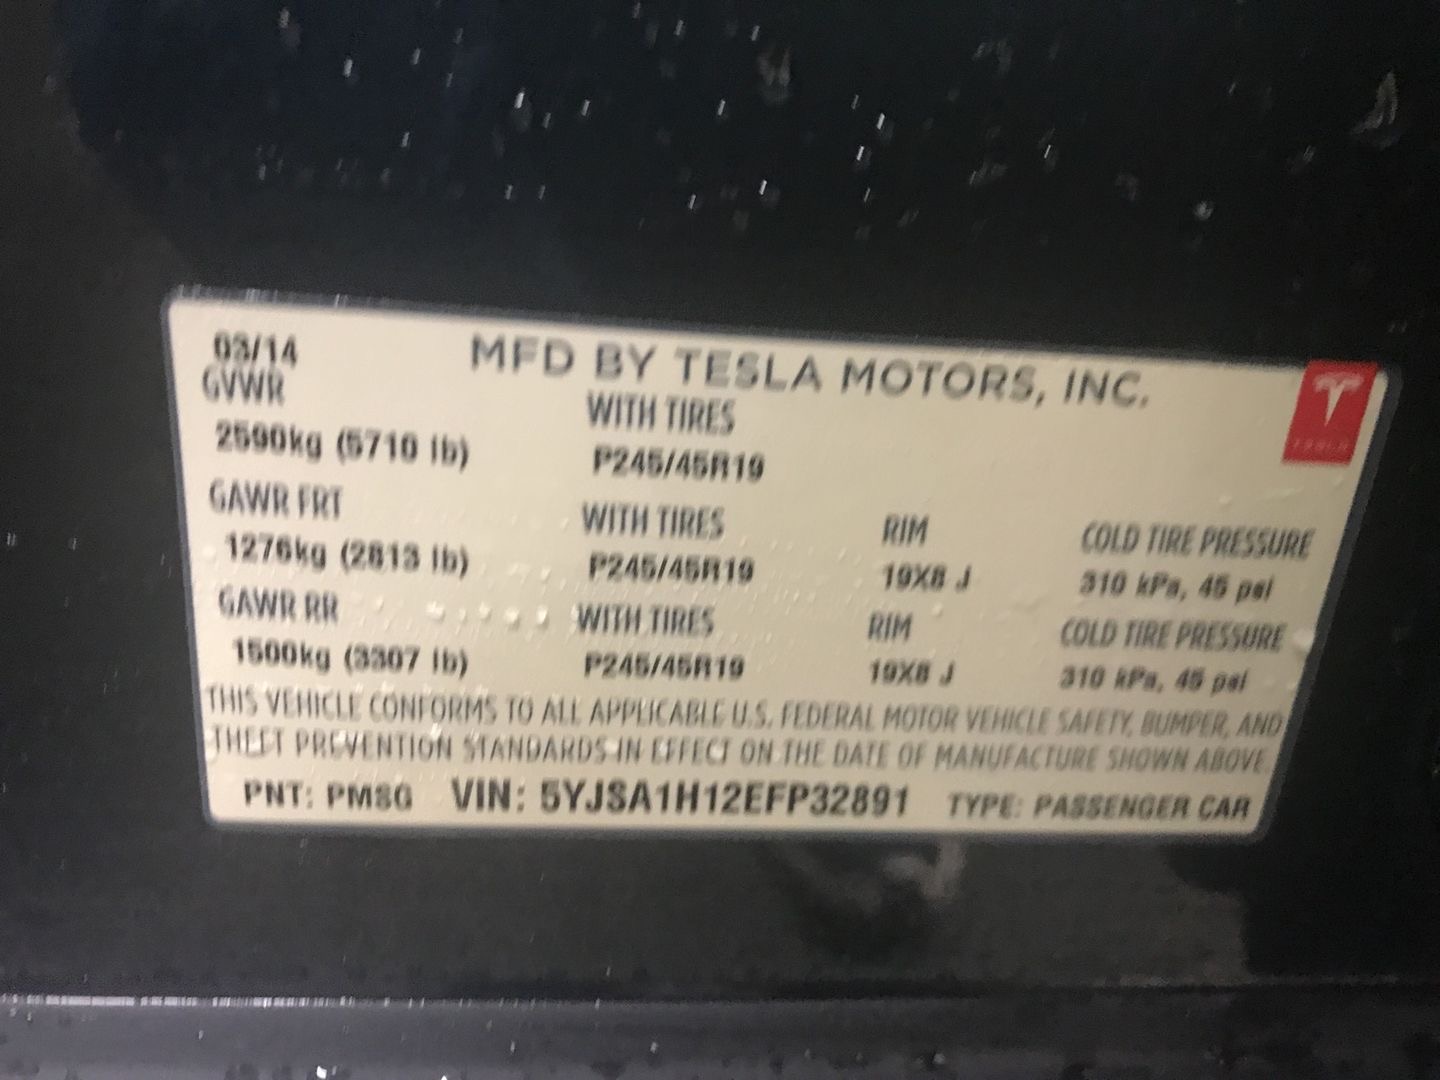 03/14 MFD BY TESLA MOTORS, INC.
GVWR WITH TIRES
2590kg (5710 lb) P245/45R19
GAWR FRT WITH TIRES RIM COLD TIRE PRESSURE
1276kg (2813 lb) P245/45R19 19X8 J 310 kPa, 45 psi
GAWR RR WITH TIRES RIM COLD TIRE PRESSURE
1500kg (3307 lb) P245/45R19 19X8 J 310 kPa, 45 psi
THIS VEHICLE CONFORMS TO ALL APPLICABLE U.S. FEDERAL MOTOR VEHICLE SAFETY, BUMPER, AND
THEFT PREVENTION STANDARDS IN EFFECT ON THE DATE OF MANUFACTURE SHOWN ABOVE.
PNT: PMSG VIN: 5YJSA1H12EFP32891 TYPE: PASSENGER CAR
TESLA